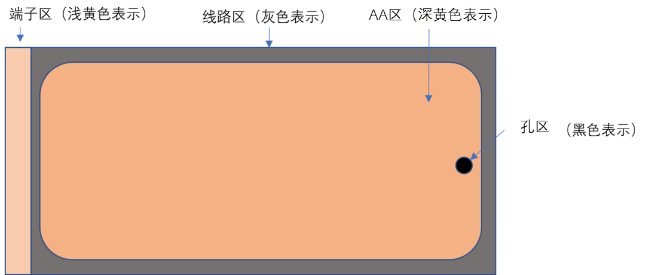 端子区（浅黄色表示）
线路区（灰色表示）
AA区（深黄色表示）
孔区 （黑色表示）